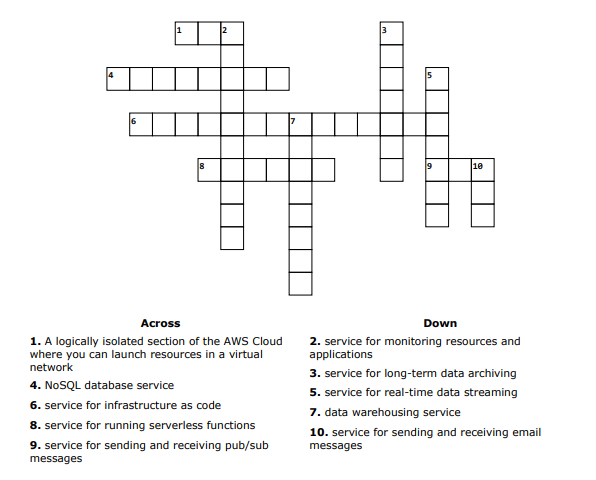 1
2
3
4
5
6
7
8
9
10
Across
1. A logically isolated section of the AWS Cloud
where you can launch resources in a virtual
network
4. NoSQL database service
6. service for infrastructure as code
8. service for running serverless functions
9. service for sending and receiving pub/sub
messages
Down
2. service for monitoring resources and
applications
3. service for long-term data archiving
5. service for real-time data streaming
7. data warehousing service
10. service for sending and receiving email
messages